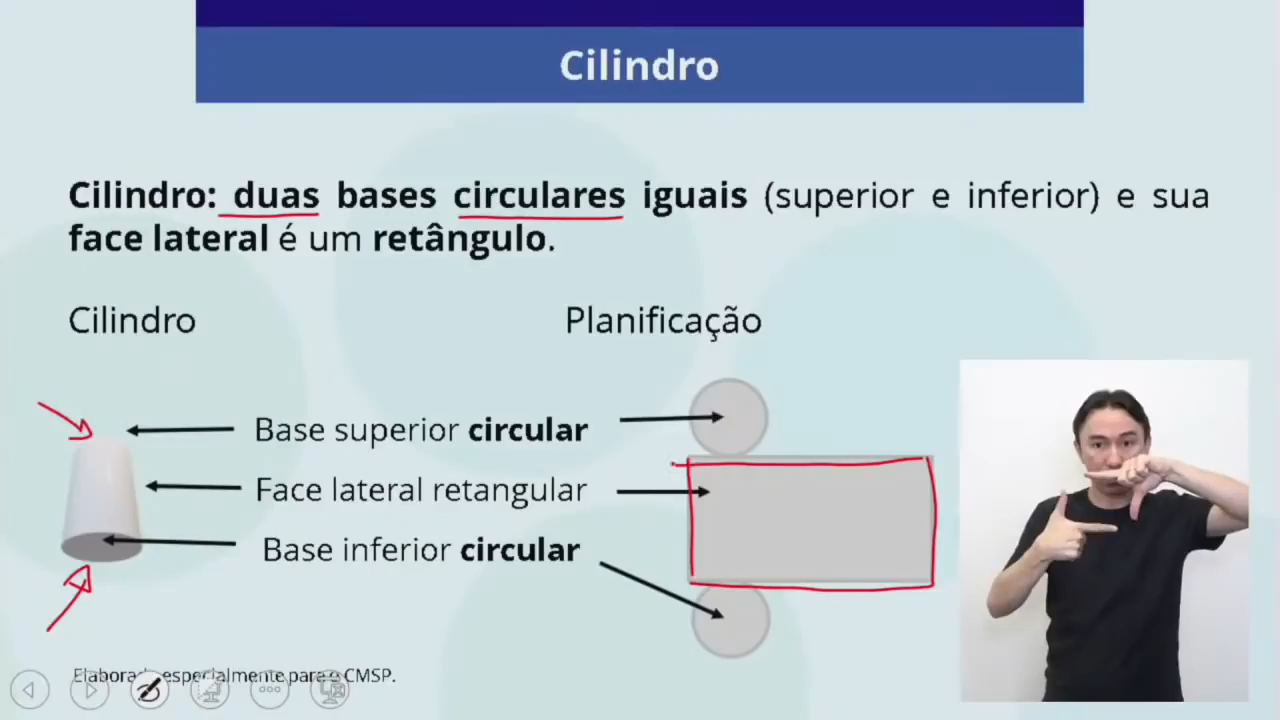 Cilindro
Cilindro: duas bases circulares iguais (superior e inferior) e sua
face lateral é um retângulo.
Cilindro
Planificação
Base superior circular
Face lateral retangular
Base inferior circular
Elaborado especialmente para o CMSP.